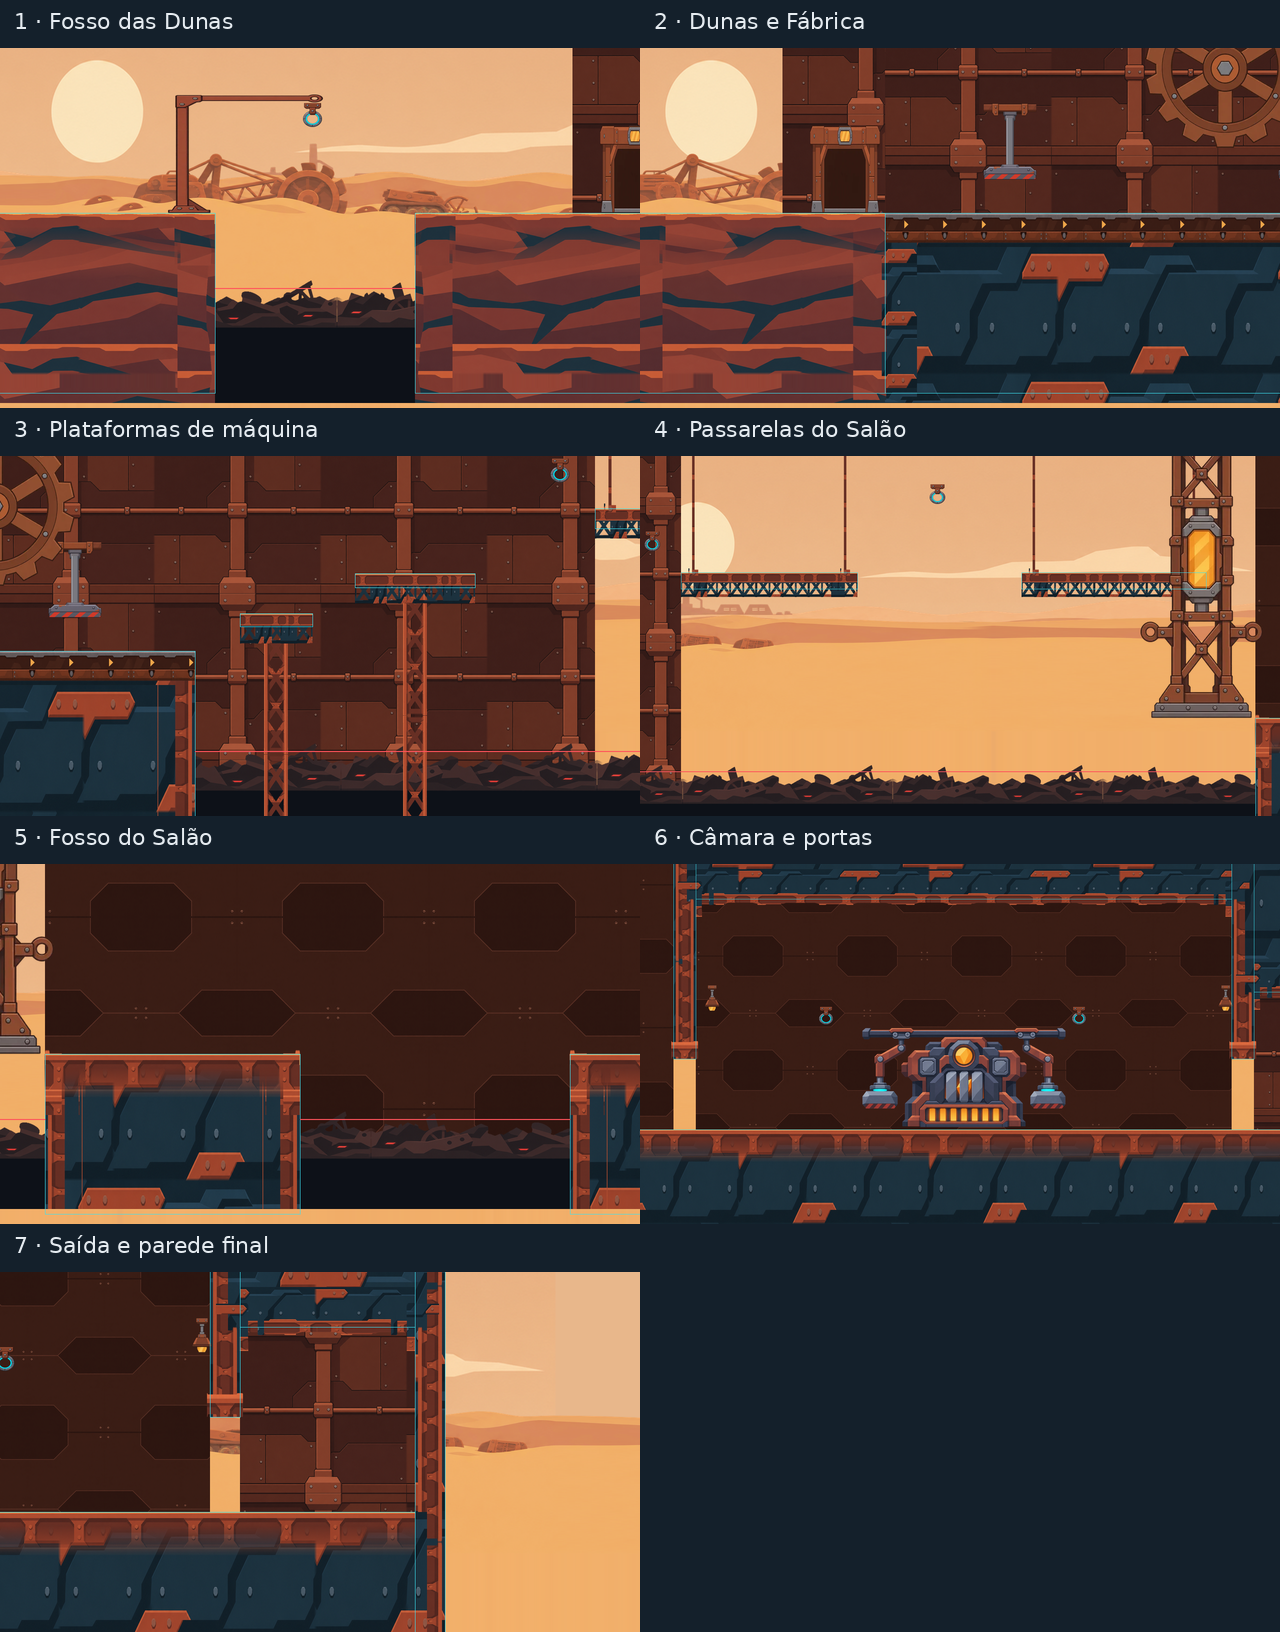 1 · Fosso das Dunas
2 · Dunas e Fábrica
3 · Plataformas de máquina
4 · Passarelas do Salão
5 · Fosso do Salão
6 · Câmara e portas
7 · Saída e parede final